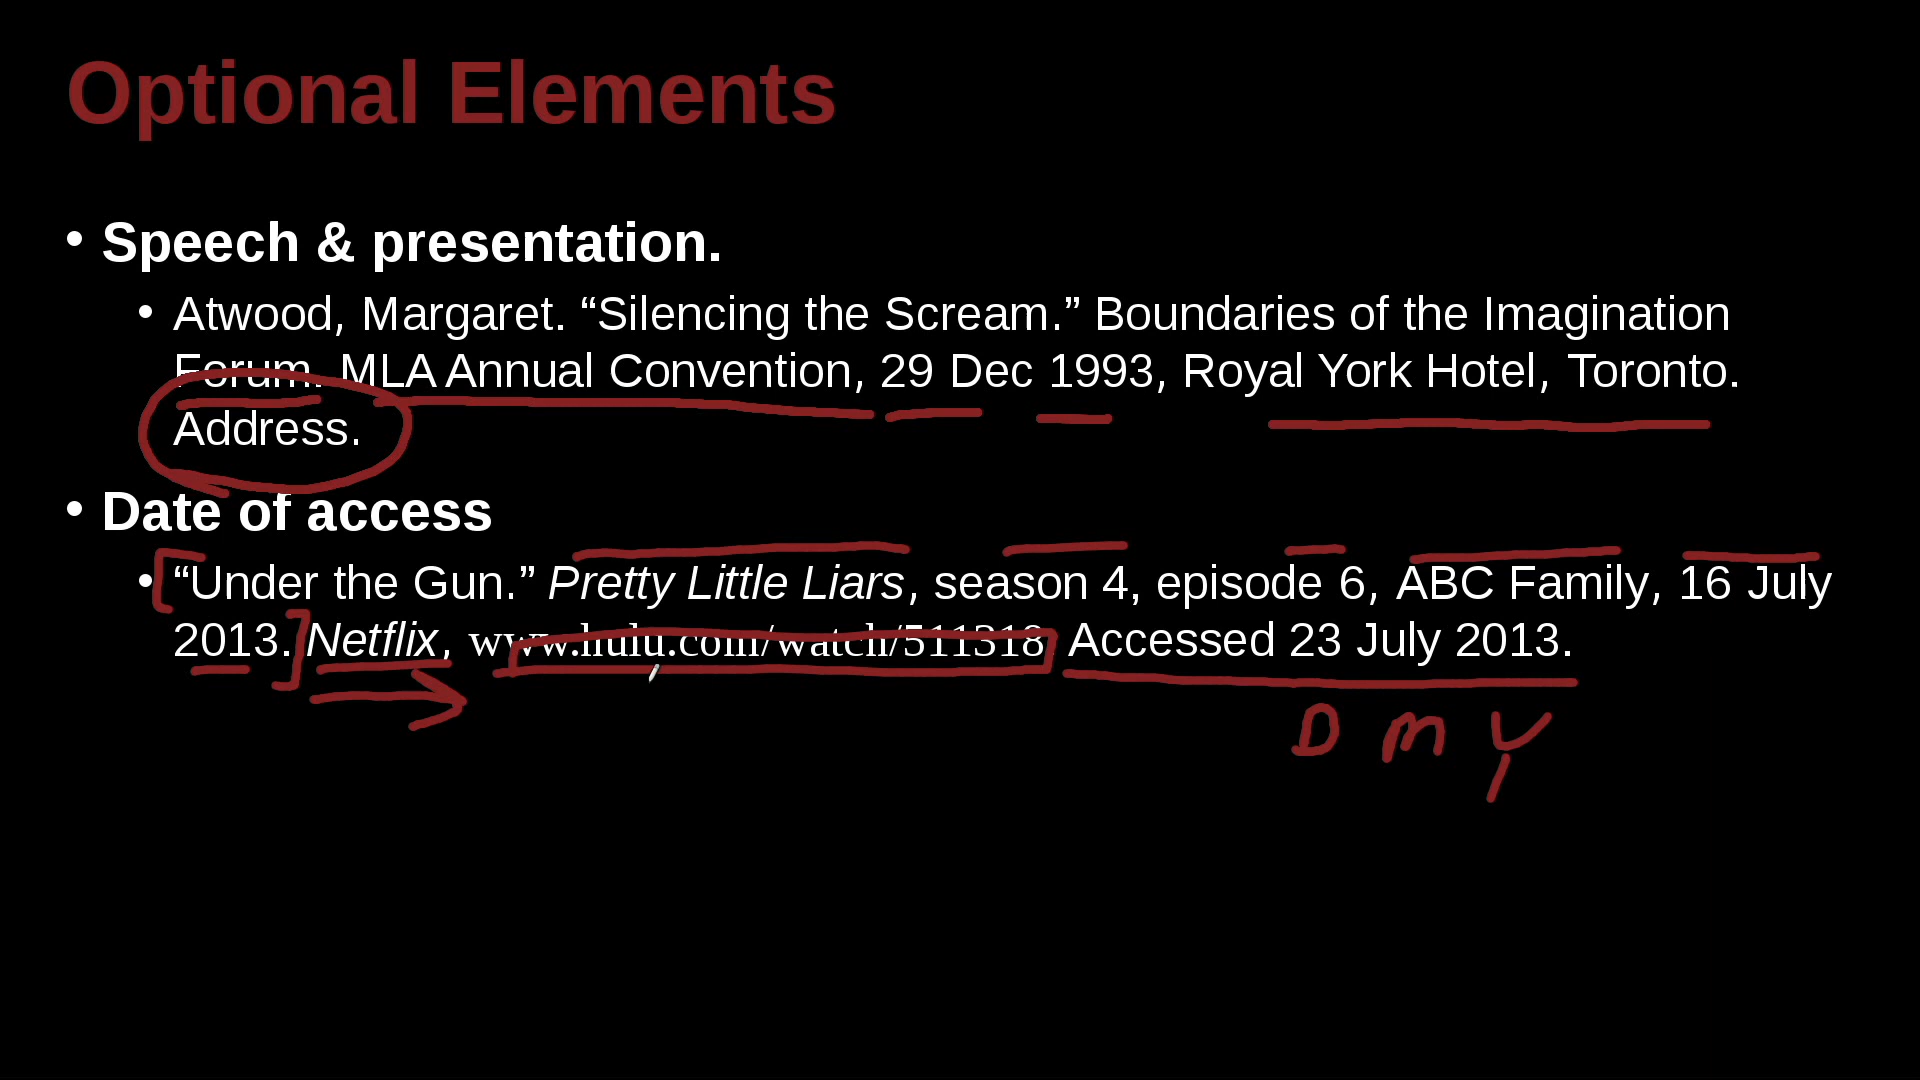 Optional Elements
• Speech & presentation.
• Atwood, Margaret. “Silencing the Scream.” Boundaries of the Imagination
Forum. MLA Annual Convention, 29 Dec 1993, Royal York Hotel, Toronto.
Address.
• Date of access
• “Under the Gun.” Pretty Little Liars, season 4, episode 6, ABC Family, 16 July
2013. Netflix, www.hulu.com/watch/511318. Accessed 23 July 2013.
D M Y